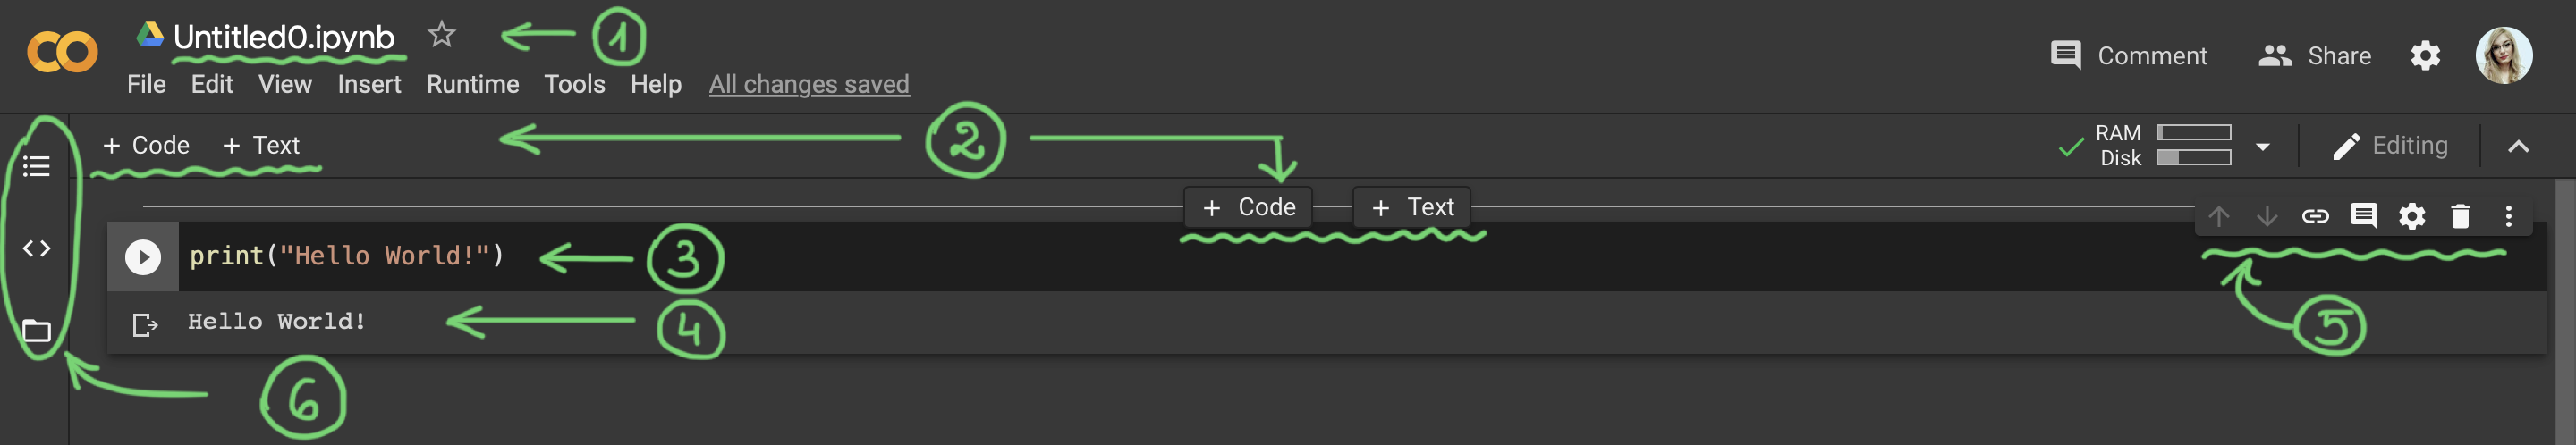 Untitled0.ipynb
1
Comment Share
File Edit View Insert Runtime Tools Help All changes saved
+ Code + Text
2
RAM
Disk
Editing
+ Code + Text
print("Hello World!")
3
Hello World!
4
5
6